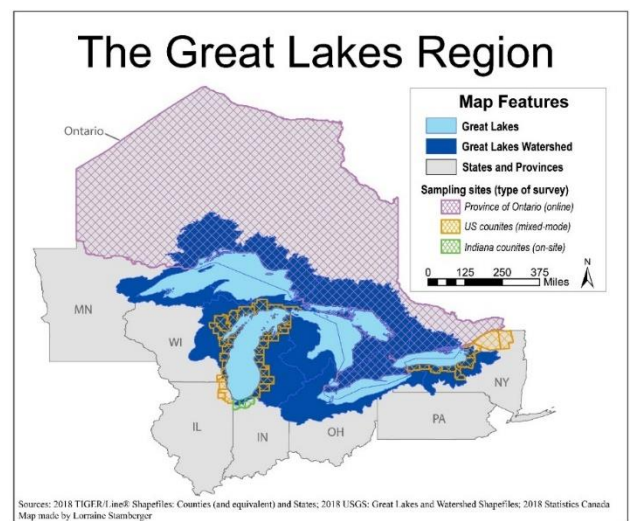 The Great Lakes Region
Ontario
Map Features
Great Lakes
Great Lakes Watershed
States and Provinces
Sampling sites (type of survey)
Province of Ontario (online)
US counites (mixed-mode)
Indiana counites (on-site)
0 125 250 375
Miles
N
MN
WI
IL
IN
OH
PA
NY
Sources: 2018 TIGER/Line® Shapefiles: Counties (and equivalent) and States; 2018 USGS: Great Lakes and Watershed Shapefiles; 2018 Statistics Canada
Map made by Lorraine Stamberger